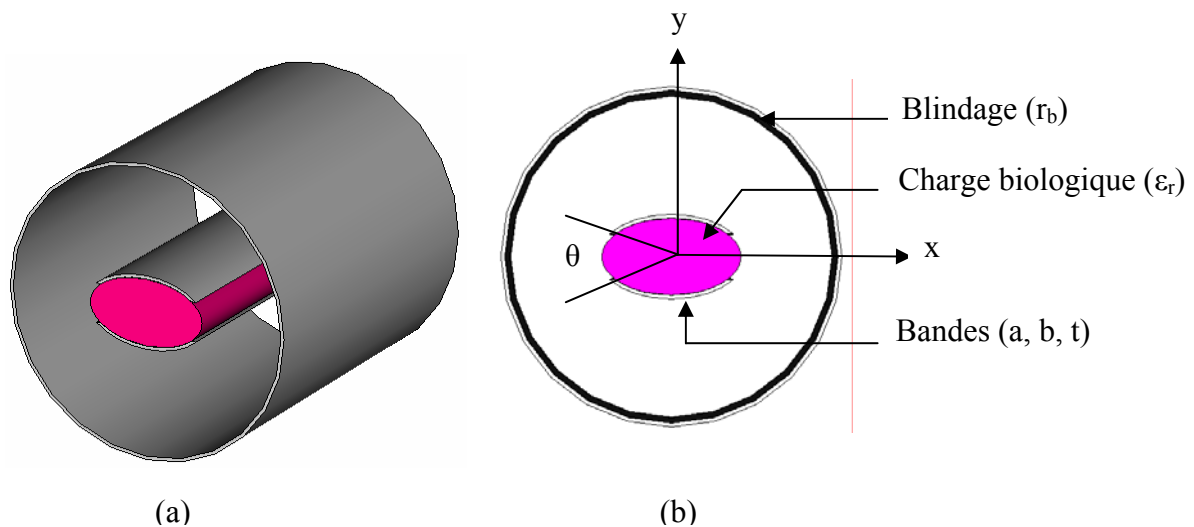 y
Blindage (r_b)
Charge biologique (ε_r)
x
θ
Bandes (a, b, t)
(a)
(b)